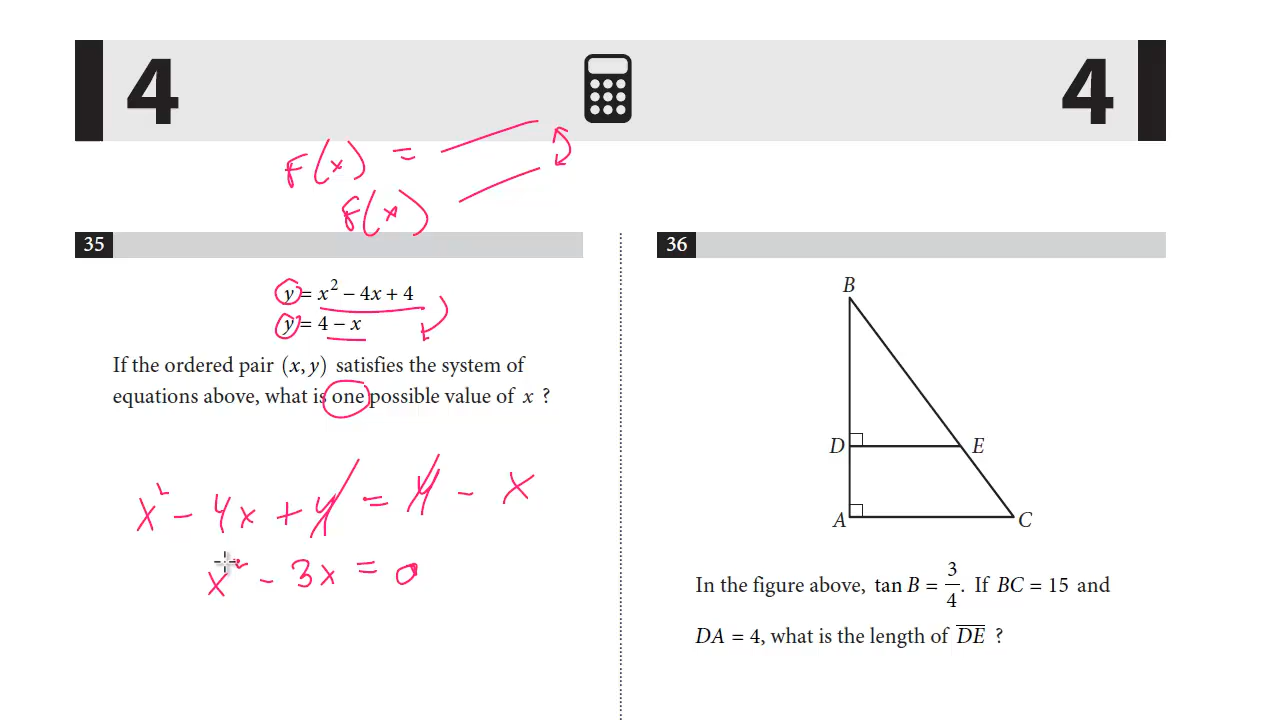 4 4
F(x) =
F(x)
35
y = x² − 4x + 4
y = 4 − x
If the ordered pair (x, y) satisfies the system of
equations above, what is one possible value of x ?
x² − 4x + 4 = 4 − x
x² − 3x = 0
36
B
D E
A C
In the figure above, tan B = 3/4. If BC = 15 and
DA = 4, what is the length of D̅E̅ ?